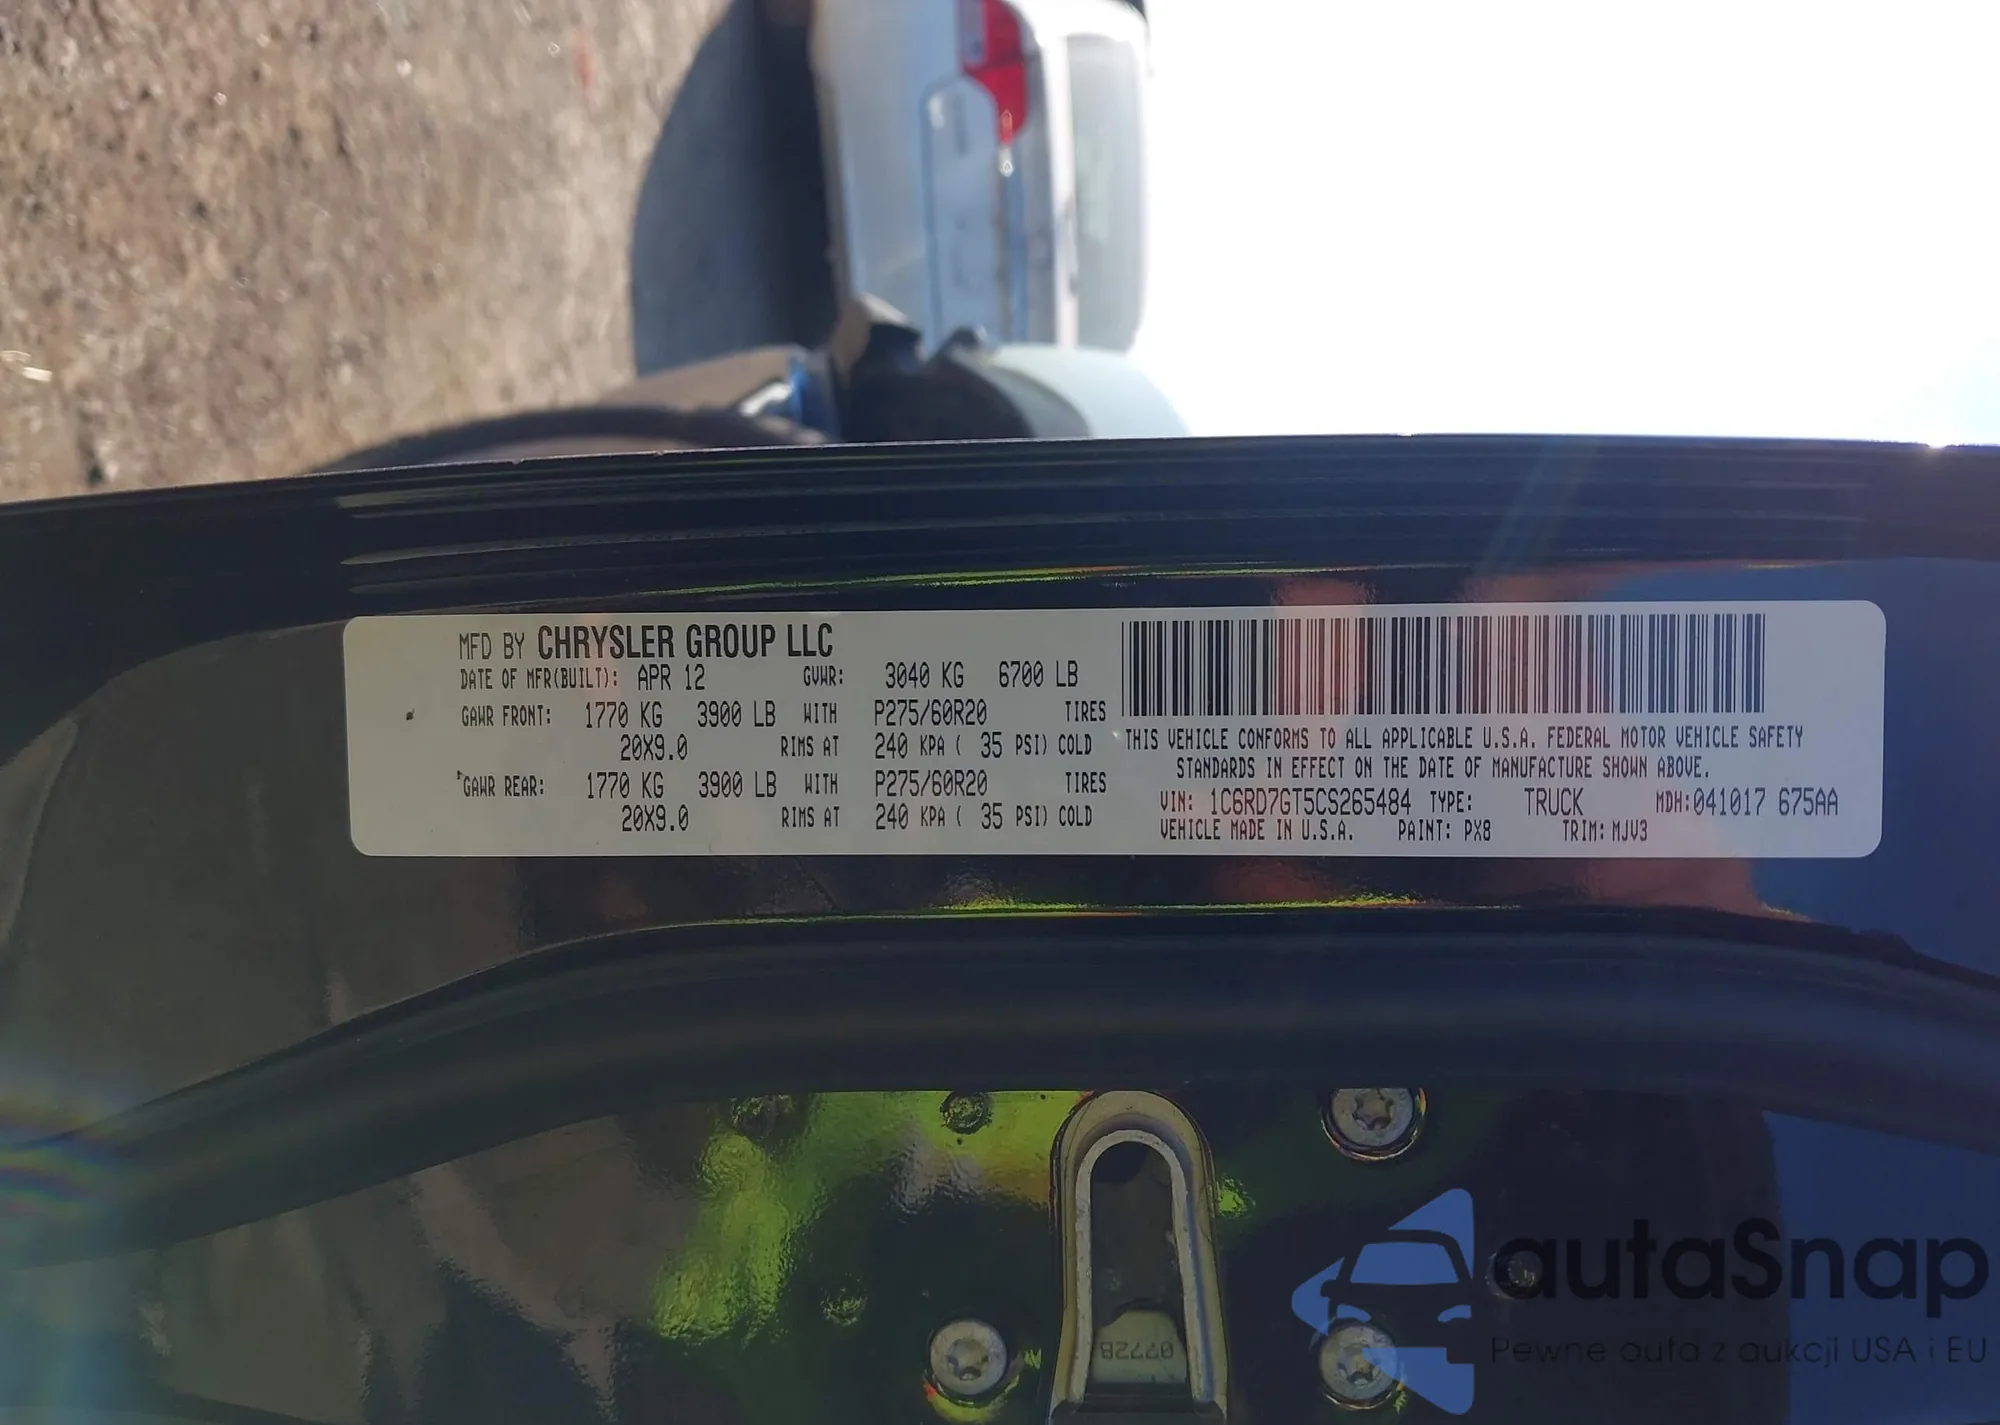 MFD BY CHRYSLER GROUP LLC
DATE OF MFR(BUILT): APR 12 GVWR: 3040 KG 6700 LB
GAWR FRONT: 1770 KG 3900 LB WITH P275/60R20 TIRES
20X9.0 RIMS AT 240 KPA ( 35 PSI) COLD
GAWR REAR: 1770 KG 3900 LB WITH P275/60R20 TIRES
20X9.0 RIMS AT 240 KPA ( 35 PSI) COLD
THIS VEHICLE CONFORMS TO ALL APPLICABLE U.S.A. FEDERAL MOTOR VEHICLE SAFETY
STANDARDS IN EFFECT ON THE DATE OF MANUFACTURE SHOWN ABOVE.
VIN: 1C6RD7GT5CS265484 TYPE: TRUCK MDH:041017 675AA
VEHICLE MADE IN U.S.A. PAINT: PX8 TRIM: MJV3
07728
autaSnap
Pewne auta z aukcji USA i EU